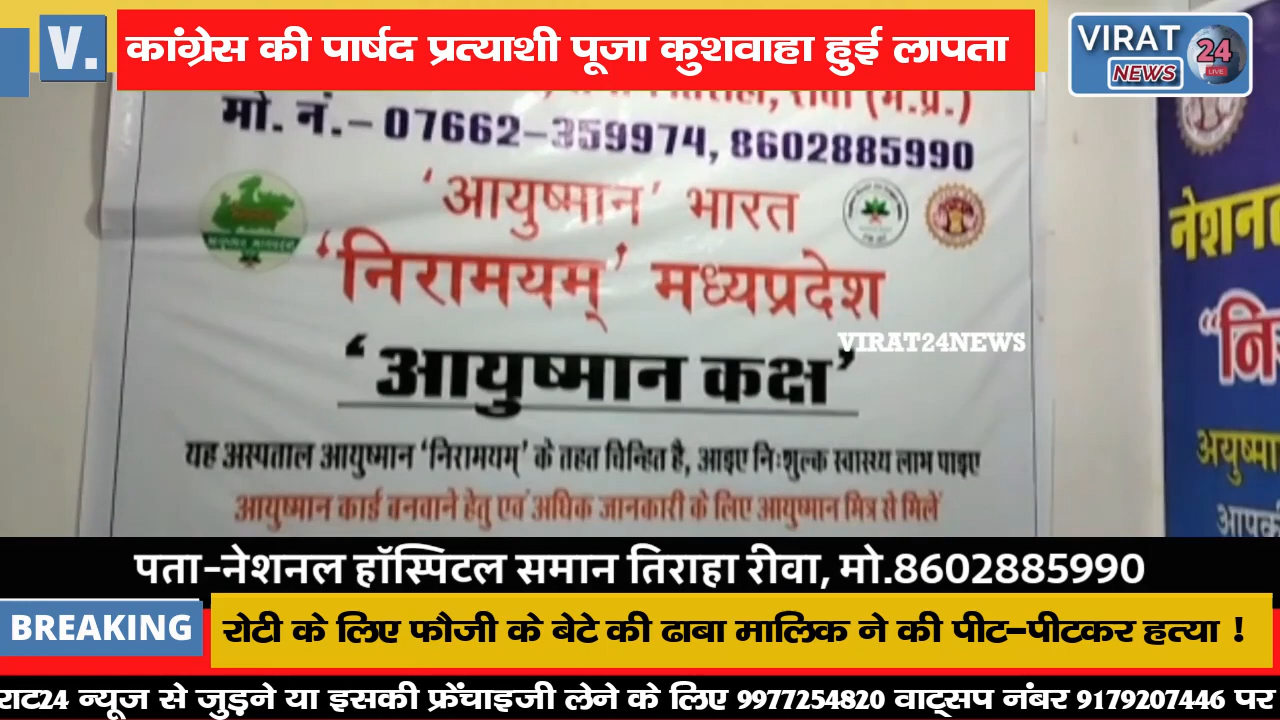 V.
कांग्रेस की पार्षद प्रत्याशी पूजा कुशवाहा हुई लापता
VIRAT
24
NEWS
LIVE
रीवा (म.प्र.)
मो. नं.– 07662–359974, 8602885990
‘आयुष्मान’ भारत
‘निरामयम्’ मध्यप्रदेश
VIRAT24NEWS
‘आयुष्मान कक्ष’
यह अस्पताल आयुष्मान ‘निरामयम्’ के तहत चिन्हित है, आइए निःशुल्क स्वास्थ्य लाभ पाइए
आयुष्मान कार्ड बनवाने हेतु एवं अधिक जानकारी के लिए आयुष्मान मित्र से मिलें
पता-नेशनल हॉस्पिटल समान तिराहा रीवा, मो.8602885990
BREAKING
रोटी के लिए फौजी के बेटे की ढाबा मालिक ने की पीट-पीटकर हत्या !
राट24 न्यूज से जुड़ने या इसकी फ्रेंचाइजी लेने के लिए 9977254820 वाट्सप नंबर 9179207446 पर